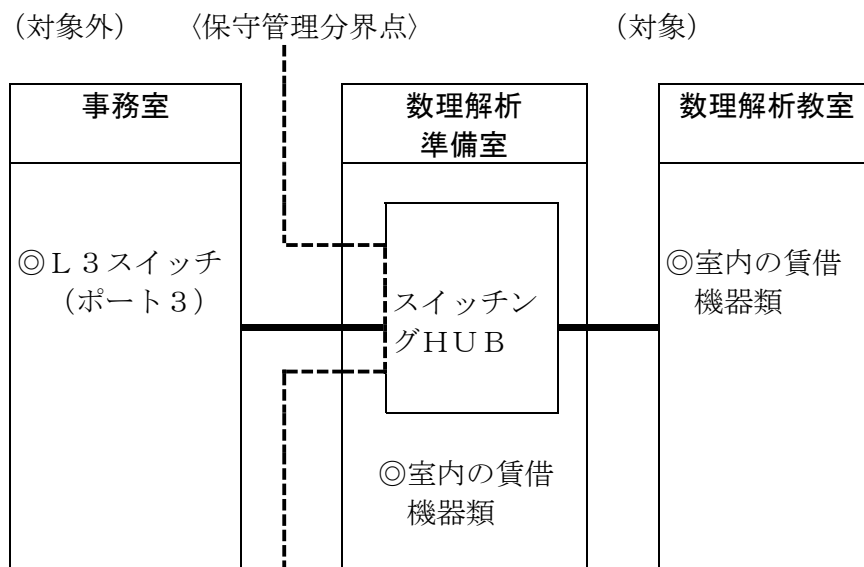 （対象外）
〈保守管理分界点〉
（対象）
事務室
数理解析
準備室
数理解析教室
◎Ｌ３スイッチ
（ポート３）
スイッチン
グＨＵＢ
◎室内の賃借
機器類
◎室内の賃借
機器類